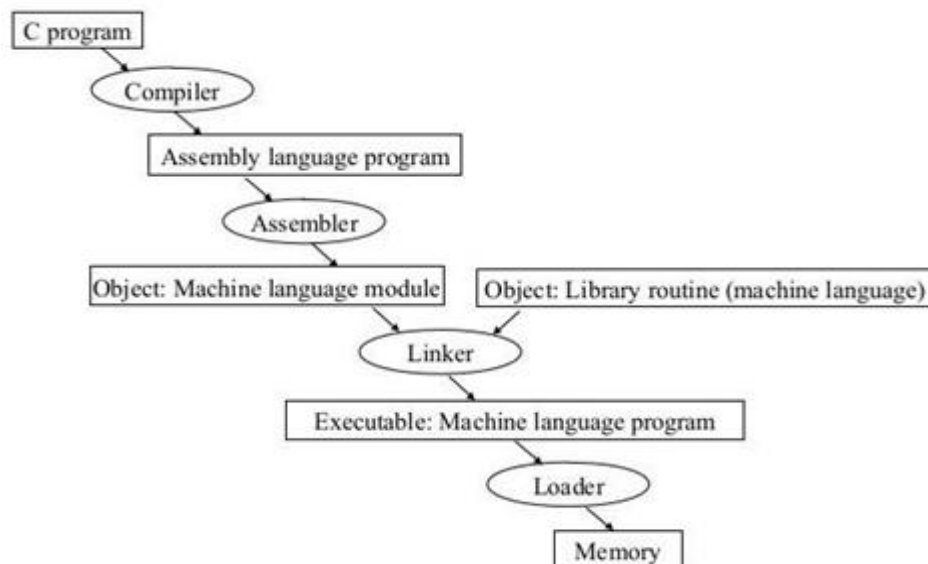 C program
Compiler
Assembly language program
Assembler
Object: Machine language module
Object: Library routine (machine language)
Linker
Executable: Machine language program
Loader
Memory